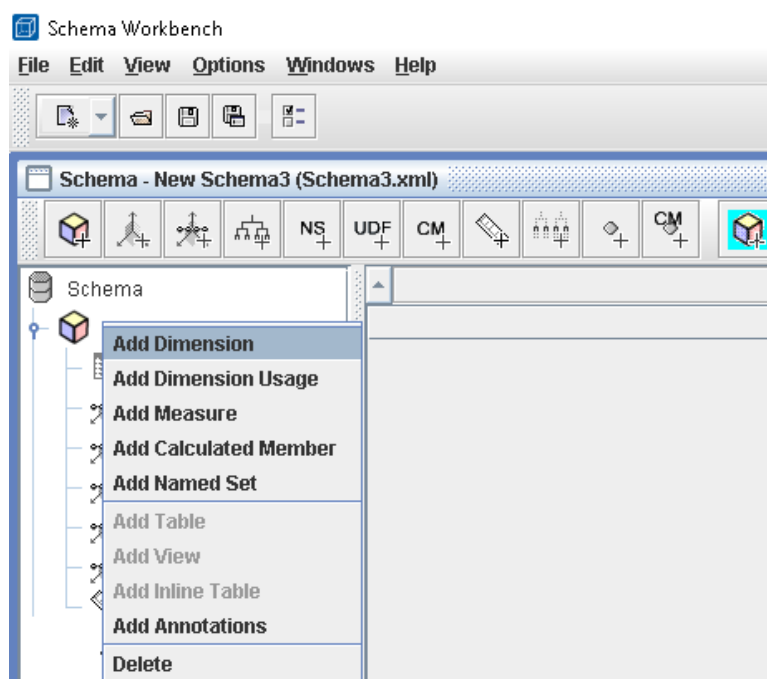 Schema Workbench
File Edit View Options Windows Help
Schema - New Schema3 (Schema3.xml)
NS UDF CM CM
Schema
Add Dimension
Add Dimension Usage
Add Measure
Add Calculated Member
Add Named Set
Add Table
Add View
Add Inline Table
Add Annotations
Delete